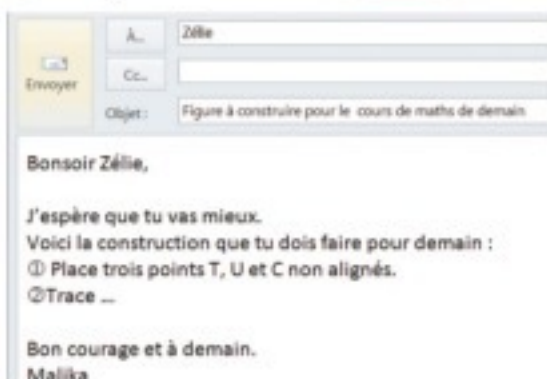 À...
Zélie
Envoyer
Cc...
Objet :
Figure à construire pour le cours de maths de demain
Bonsoir Zélie,
J'espère que tu vas mieux.
Voici la construction que tu dois faire pour demain :
① Place trois points T, U et C non alignés.
②Trace ...
Bon courage et à demain.
Malika